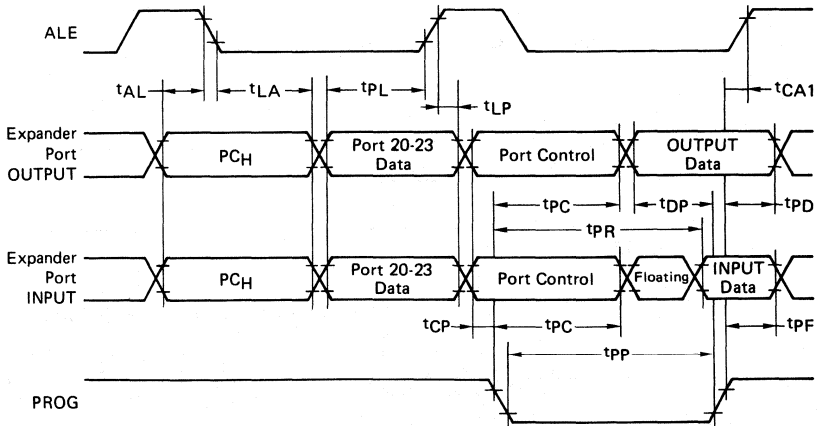 ALE
tAL
tLA
tPL
tLP
tCA1
Expander
Port
OUTPUT
PCH
Port 20-23
Data
Port Control
OUTPUT
Data
tPC
tDP
tPD
tPR
Expander
Port
INPUT
PCH
Port 20-23
Data
Port Control
Floating
INPUT
Data
tCP
tPC
tPF
tPP
PROG